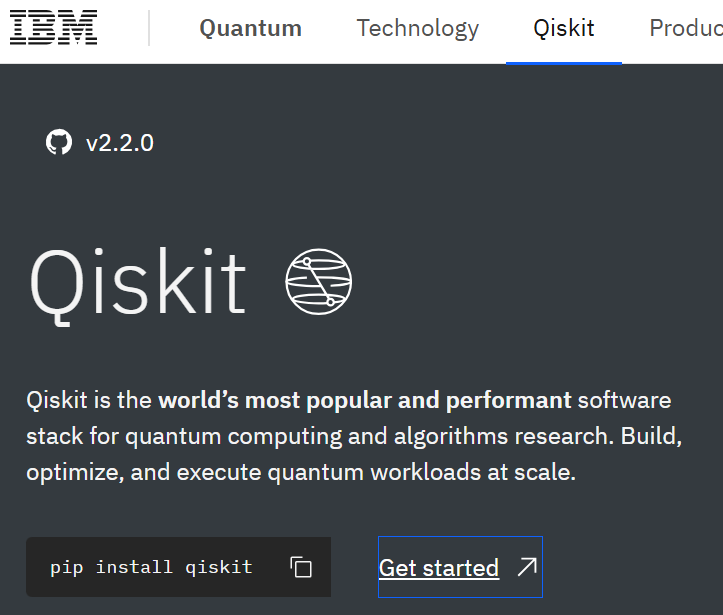 IBM Quantum Technology Qiskit Produc
v2.2.0
Qiskit
Qiskit is the world’s most popular and performant software
stack for quantum computing and algorithms research. Build,
optimize, and execute quantum workloads at scale.
pip install qiskit Get started